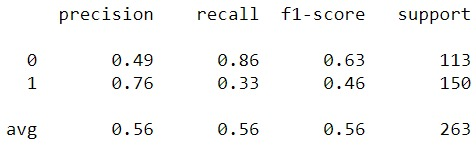 precision recall f1-score support
0 0.49 0.86 0.63 113
1 0.76 0.33 0.46 150
avg 0.56 0.56 0.56 263